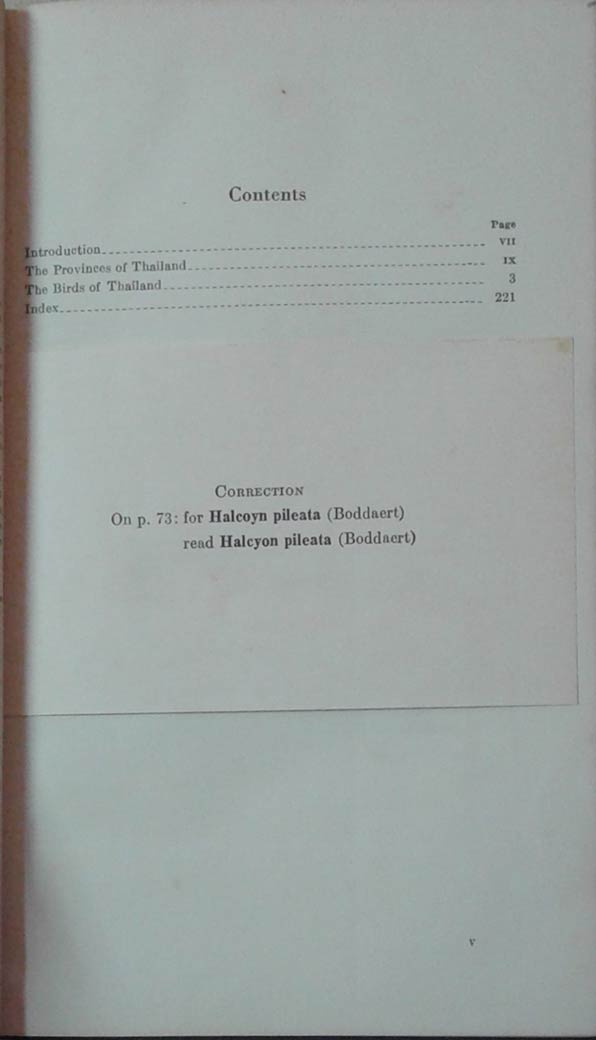 Contents
Page
Introduction VII
The Provinces of Thailand IX
The Birds of Thailand 3
Index 221
CORRECTION
On p. 73: for Halcoyn pileata (Boddaert)
read Halcyon pileata (Boddaert)
v